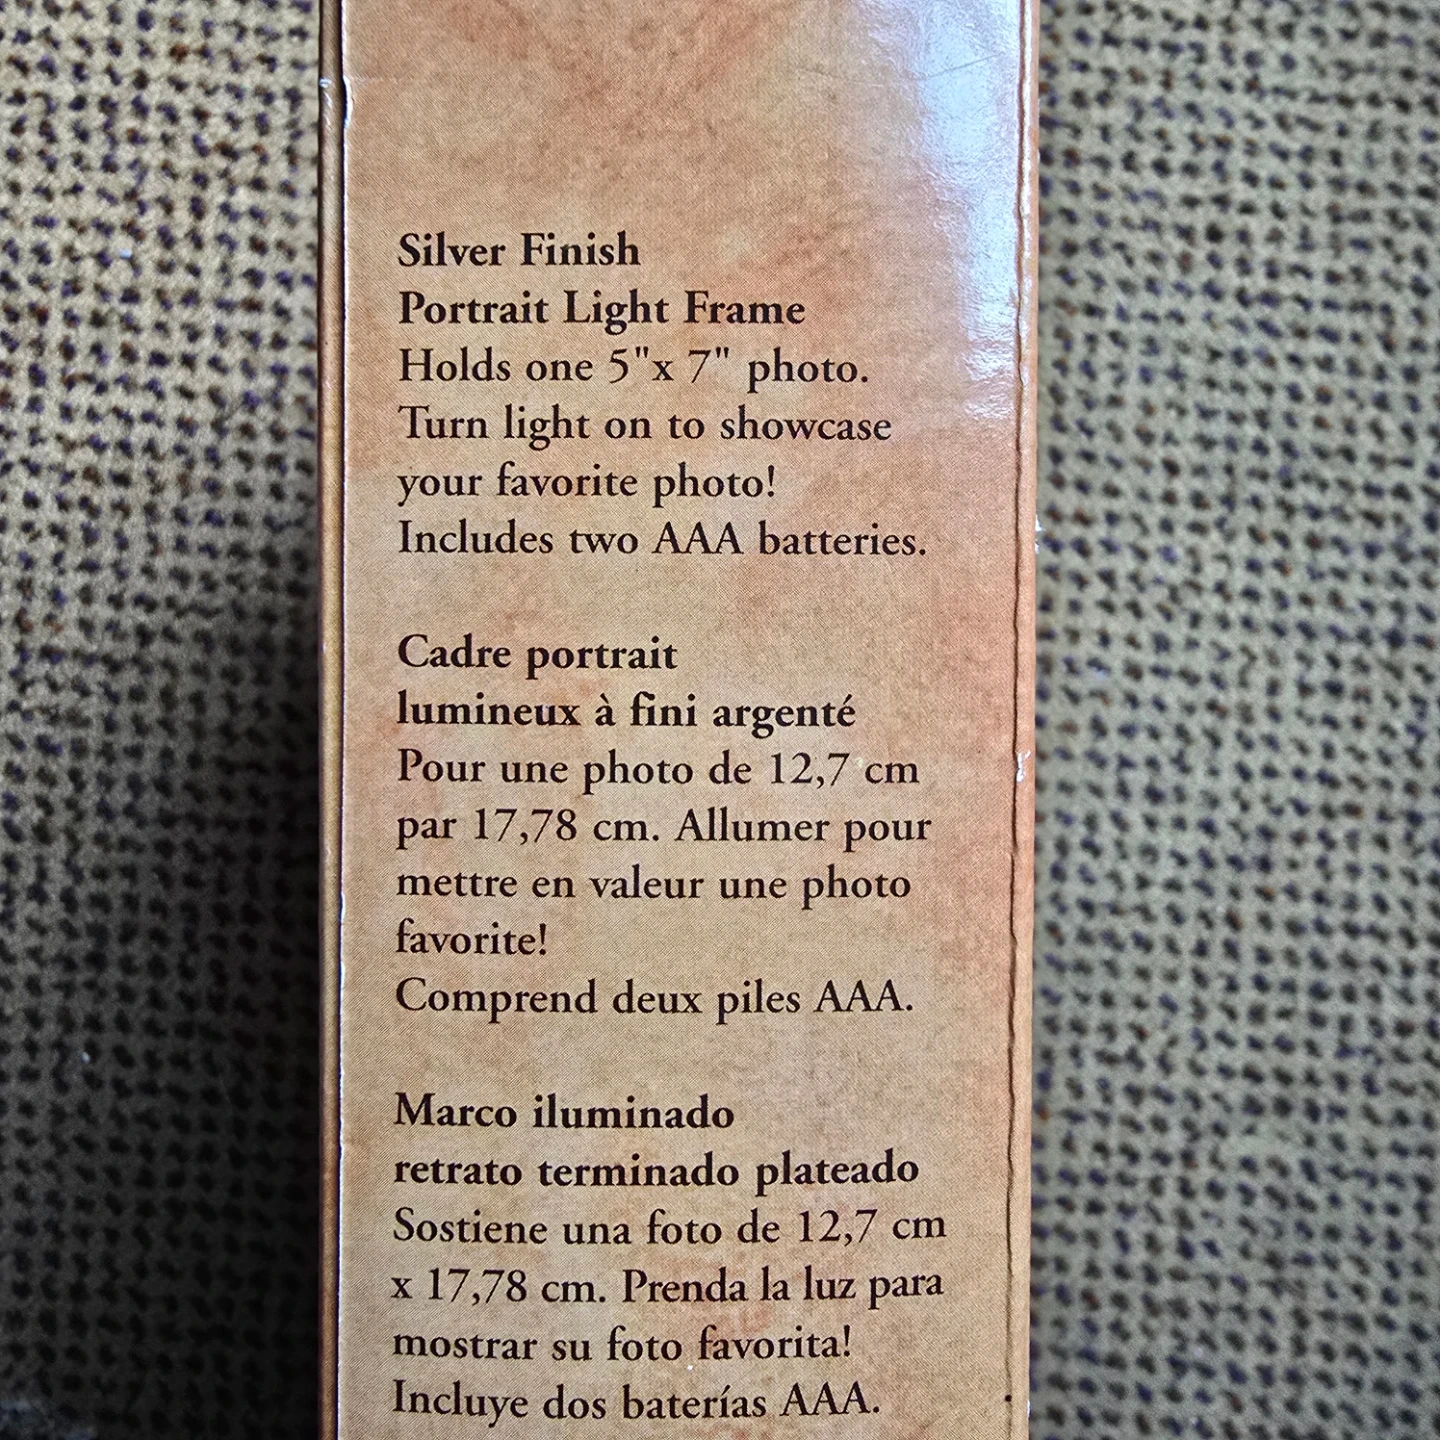 Silver Finish
Portrait Light Frame
Holds one 5"x 7" photo.
Turn light on to showcase
your favorite photo!
Includes two AAA batteries.
Cadre portrait
lumineux à fini argenté
Pour une photo de 12,7 cm
par 17,78 cm. Allumer pour
mettre en valeur une photo
favorite!
Comprend deux piles AAA.
Marco iluminado
retrato terminado plateado
Sostiene una foto de 12,7 cm
x 17,78 cm. Prenda la luz para
mostrar su foto favorita!
Incluye dos baterías AAA.